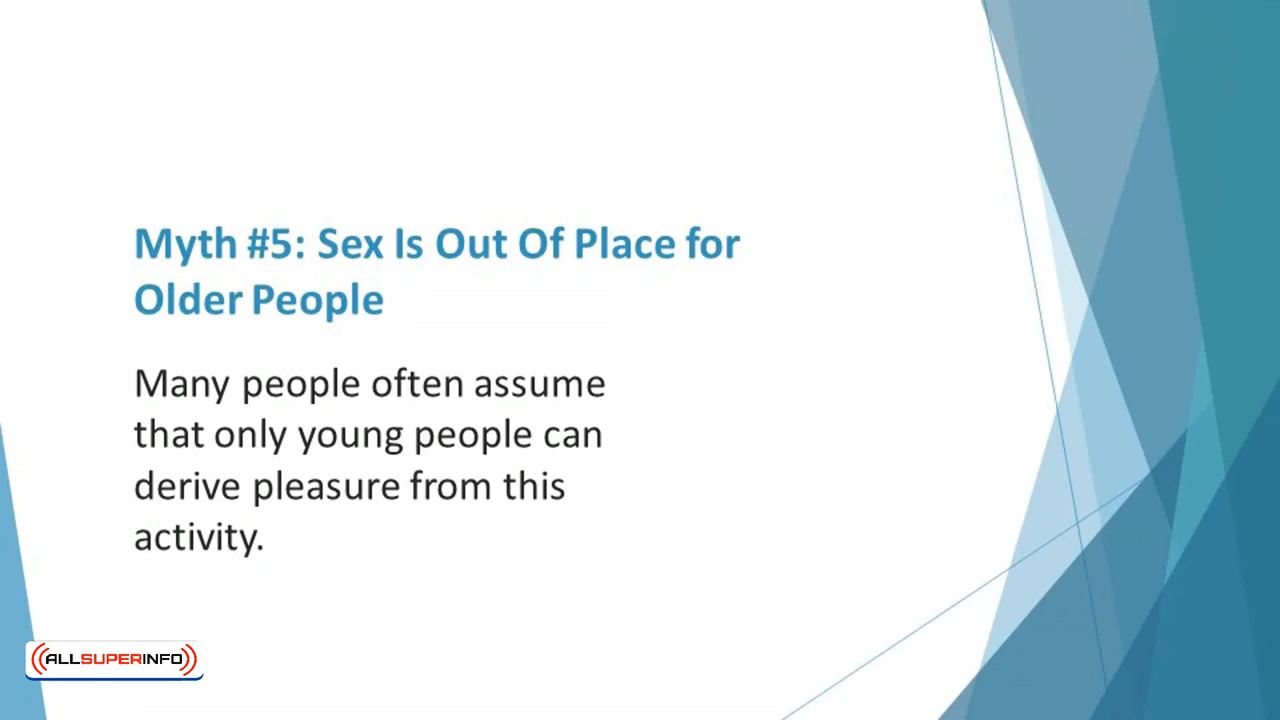 Myth #5: Sex Is Out Of Place for
Older People
Many people often assume
that only young people can
derive pleasure from this
activity.
ALLSUPERINFO